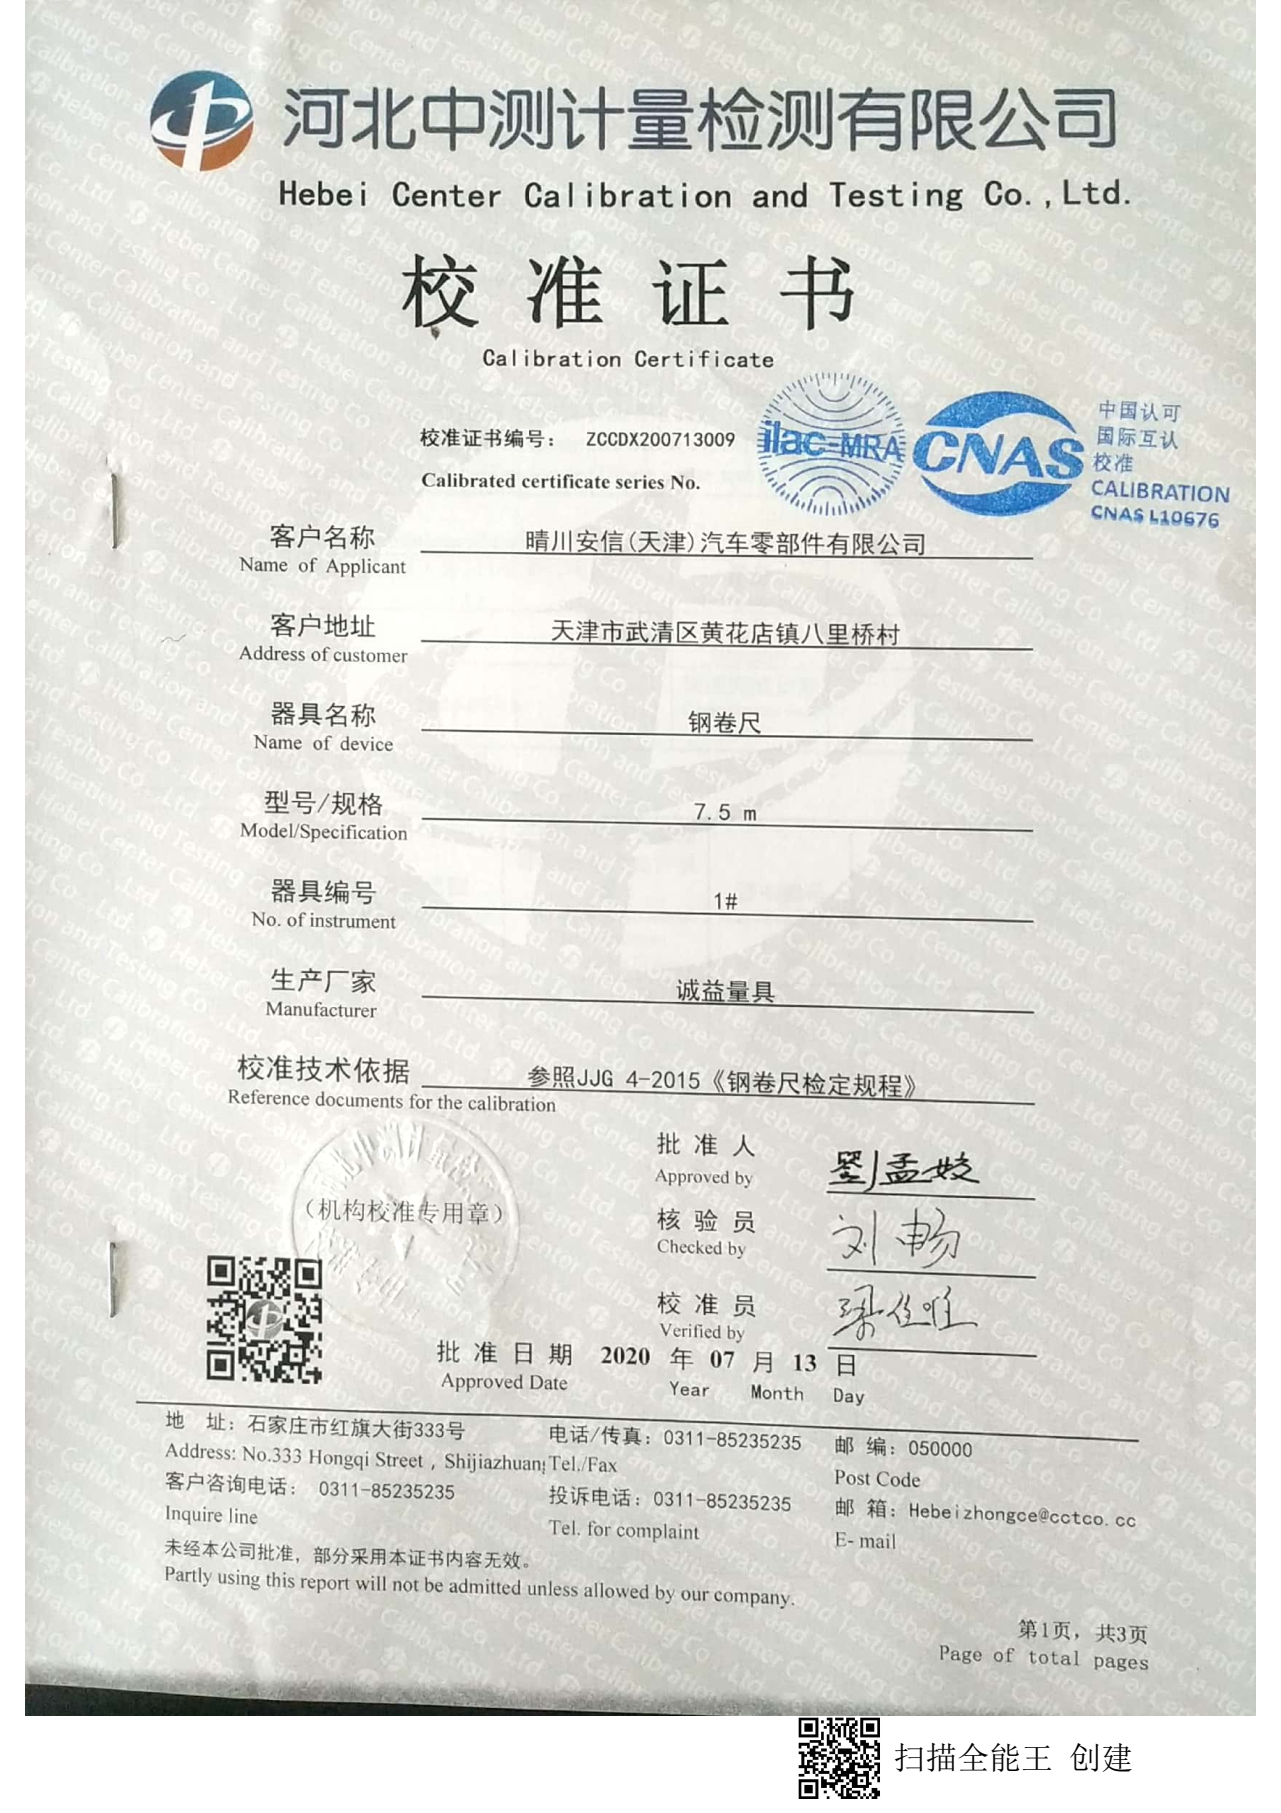 河北中测计量检测有限公司
Hebei Center Calibration and Testing Co.,Ltd.
校准证书
Calibration Certificate
校准证书编号： ZCCDX200713009
Calibrated certificate series No.
ilac-MRA
CNAS
中国认可
国际互认
校准
CALIBRATION
CNAS L10676
客户名称 晴川安信(天津)汽车零部件有限公司
Name of Applicant
客户地址 天津市武清区黄花店镇八里桥村
Address of customer
器具名称 钢卷尺
Name of device
型号/规格 7.5 m
Model/Specification
器具编号 1#
No. of instrument
生产厂家 诚益量具
Manufacturer
校准技术依据 参照JJG 4-2015《钢卷尺检定规程》
Reference documents for the calibration
（机构校准专用章）
批准人 劉孟姣
Approved by
核验员 刘畅
Checked by
校准员
Verified by
批准日期 2020 年 07 月 13 日
Approved Date Year Month Day
地 址：石家庄市红旗大街333号 电话/传真：0311-85235235 邮 编：050000
Address: No.333 Hongqi Street , Shijiazhuang Tel./Fax Post Code
客户咨询电话： 0311-85235235 投诉电话：0311-85235235 邮 箱：Hebeizhongce@cctco.cc
Inquire line Tel. for complaint E- mail
未经本公司批准，部分采用本证书内容无效。
Partly using this report will not be admitted unless allowed by our company.
第1页，共3页
Page of total pages
扫描全能王 创建